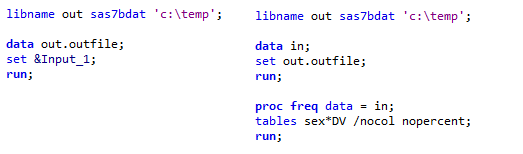 libname out sas7bdat 'c:\temp';
data out.outfile;
set &Input_1;
run;
libname out sas7bdat 'c:\temp';
data in;
set out.outfile;
run;
proc freq data = in;
tables sex*DV /nocol nopercent;
run;